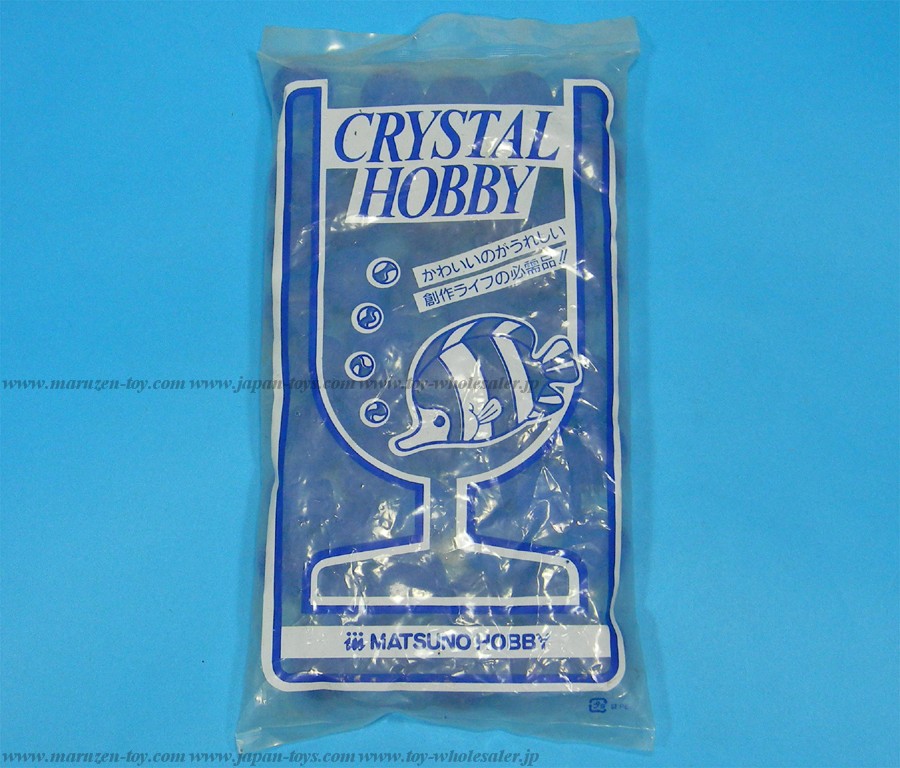 CRYSTAL
HOBBY
かわいいのがうれしい
創作ライフの必需品!!
www.maruzen-toy.com www.japan-toys.com www.toy-wholesaler.jp
MATSUNO HOBBY
www.maruzen-toy.com www.japan-toys.com www.toy-wholesaler.jp